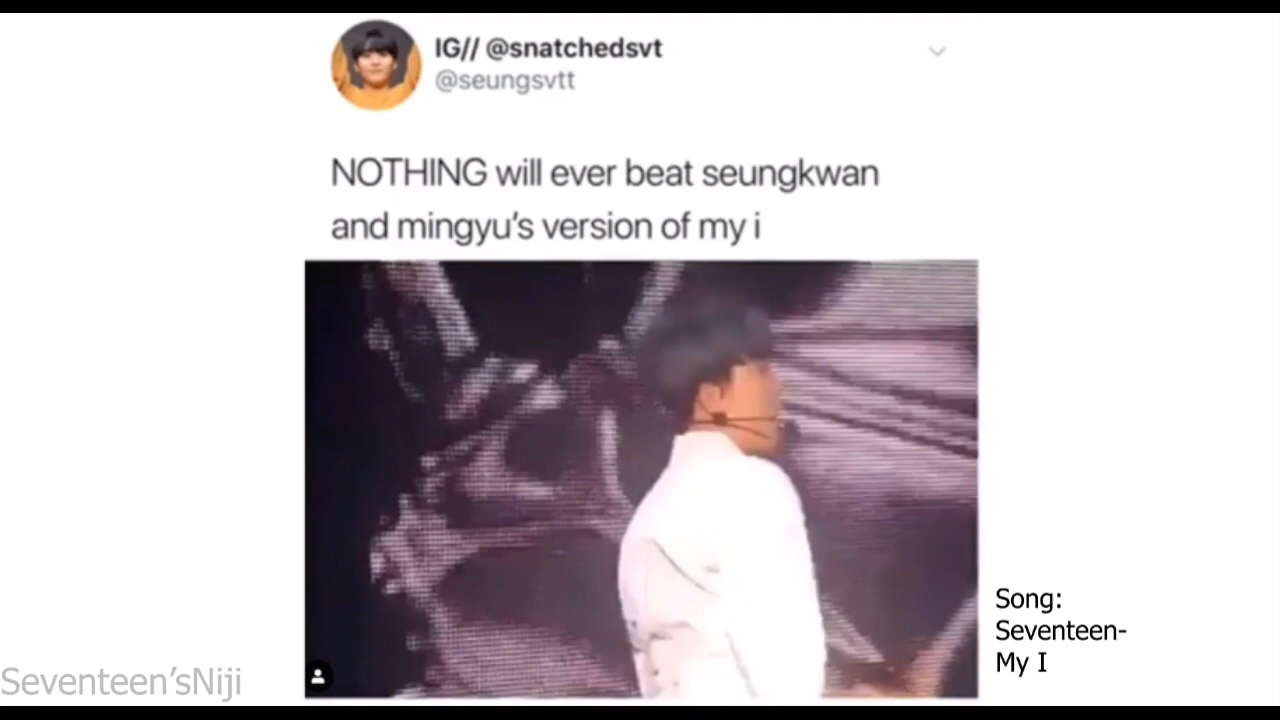 IG// @snatchedsvt
@seungsvtt
NOTHING will ever beat seungkwan
and mingyu's version of my i
Song:
Seventeen-
My I
Seventeen'sNiji